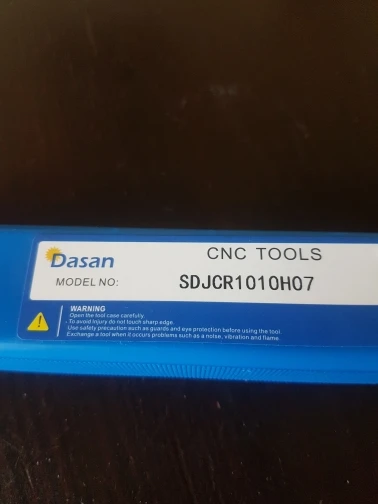 CNC TOOLS
Dasan
MODEL NO: SDJCR1010H07
WARNING
Open the tool case carefully.
- To avoid injury do not touch sharp edge.
Use safety precaution such as guards and eye protection before using the tool.
Exchange a tool when it occurs problems such as a noise, vibration and flame.